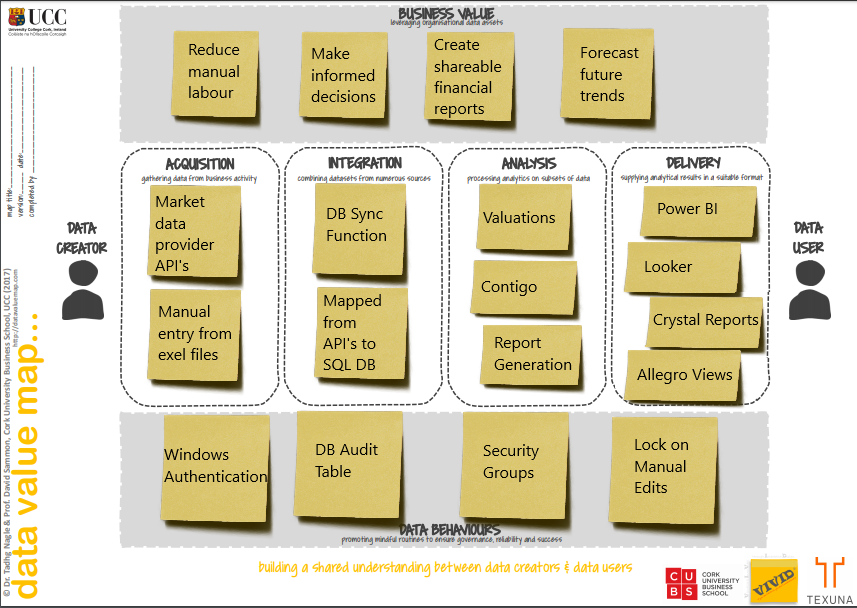 UCC
University College Cork, Ireland
Coláiste na hOllscoile Corcaigh
BUSINESS VALUE
leveraging organisational data assets
Reduce
manual
labour
Make
informed
decisions
Create
shareable
financial
reports
Forecast
future
trends
map title:
version: date:
completed by
DATA
CREATOR
ACQUISITION
gathering data from business activity
Market
data
provider
API's
Manual
entry from
exel files
INTEGRATION
combining datasets from numerous sources
DB Sync
Function
Mapped
from
API's to
SQL DB
ANALYSIS
processing analytics on subsets of data
Valuations
Contigo
Report
Generation
DELIVERY
supplying analytical results in a suitable format
Power BI
Looker
Crystal Reports
Allegro Views
DATA
USER
Windows
Authentication
DB Audit
Table
Security
Groups
Lock on
Manual
Edits
DATA BEHAVIOURS
promoting mindful routines to ensure governance, reliability and success
© Dr. Tadhg Nagle & Prof. David Sammon, Cork University Business School, UCC (2017)
http://datavaluemap.com
data value map...
building a shared understanding between data creators & data users
CUBS
CORK
UNIVERSITY
BUSINESS
SCHOOL
VIVID
TEXUNA